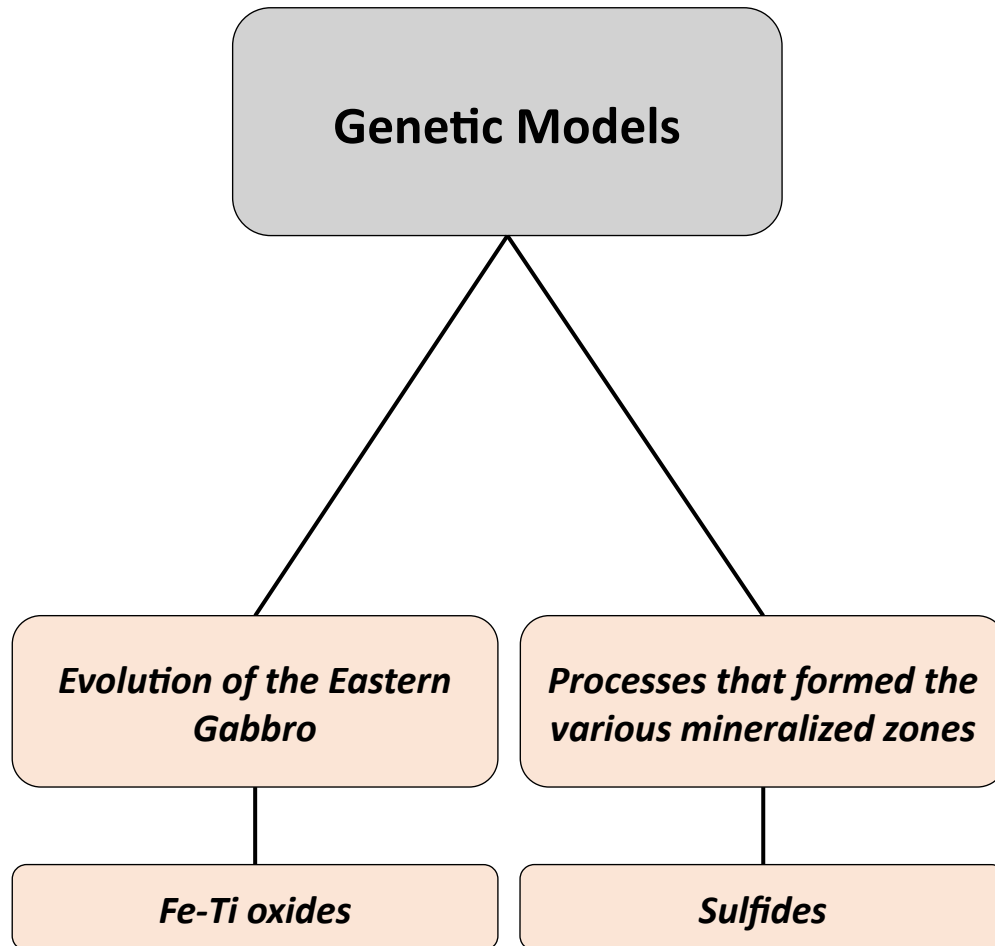 Genetic Models
Evolution of the Eastern
Gabbro
Processes that formed the
various mineralized zones
Fe-Ti oxides
Sulfides